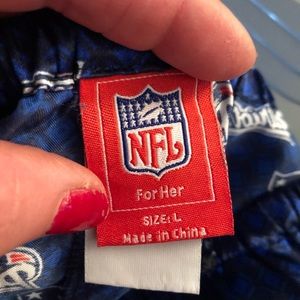 NFL
For Her
SIZE: L
Made in China